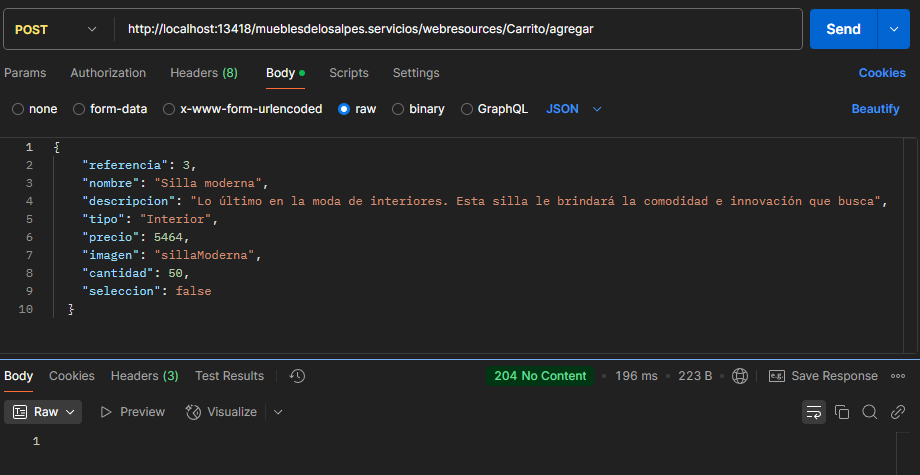 POST http://localhost:13418/mueblesdelosalpes.servicios/webresources/Carrito/agregar Send
Params Authorization Headers (8) Body Scripts Settings Cookies
none form-data x-www-form-urlencoded raw binary GraphQL JSON Beautify
1 {
2 "referencia": 3,
3 "nombre": "Silla moderna",
4 "descripcion": "Lo último en la moda de interiores. Esta silla le brindará la comodidad e innovación que busca",
5 "tipo": "Interior",
6 "precio": 5464,
7 "imagen": "sillaModerna",
8 "cantidad": 50,
9 "seleccion": false
10 }
Body Cookies Headers (3) Test Results 204 No Content • 196 ms • 223 B • e.g. Save Response
Raw Preview Visualize
1